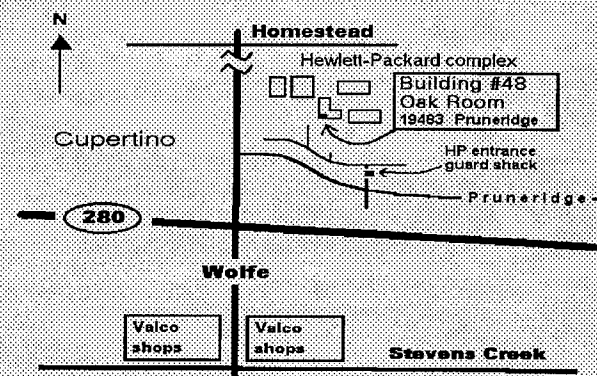 N
Homestead
Hewlett-Packard complex
Building #48
Oak Room
19483 Pruneridge
Cupertino
HP entrance
guard shack
Pruneridge
280
Wolfe
Valco
shops
Valco
shops
Stevens Creek